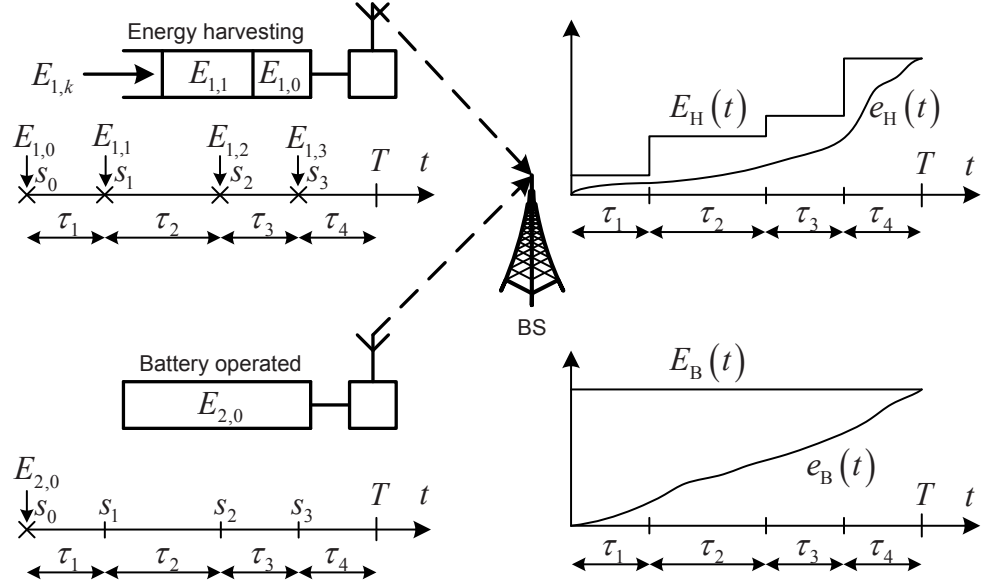 Energy harvesting
E_{1,k} E_{1,1} E_{1,0}
E_{1,0} E_{1,1} E_{1,2} E_{1,3}
s_0 s_1 s_2 s_3 T t
τ_1 τ_2 τ_3 τ_4
E_H(t) e_H(t)
T t
τ_1 τ_2 τ_3 τ_4
BS
Battery operated
E_{2,0}
E_{2,0}
s_0 s_1 s_2 s_3 T t
τ_1 τ_2 τ_3 τ_4
E_B(t)
e_B(t)
T t
τ_1 τ_2 τ_3 τ_4